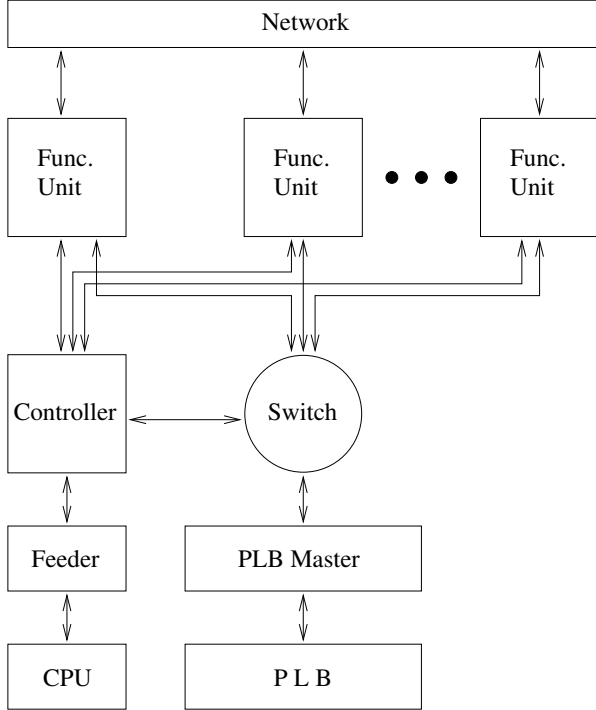 Network
Func.
Unit
Func.
Unit
Func.
Unit
Controller
Switch
Feeder
PLB Master
CPU
P L B